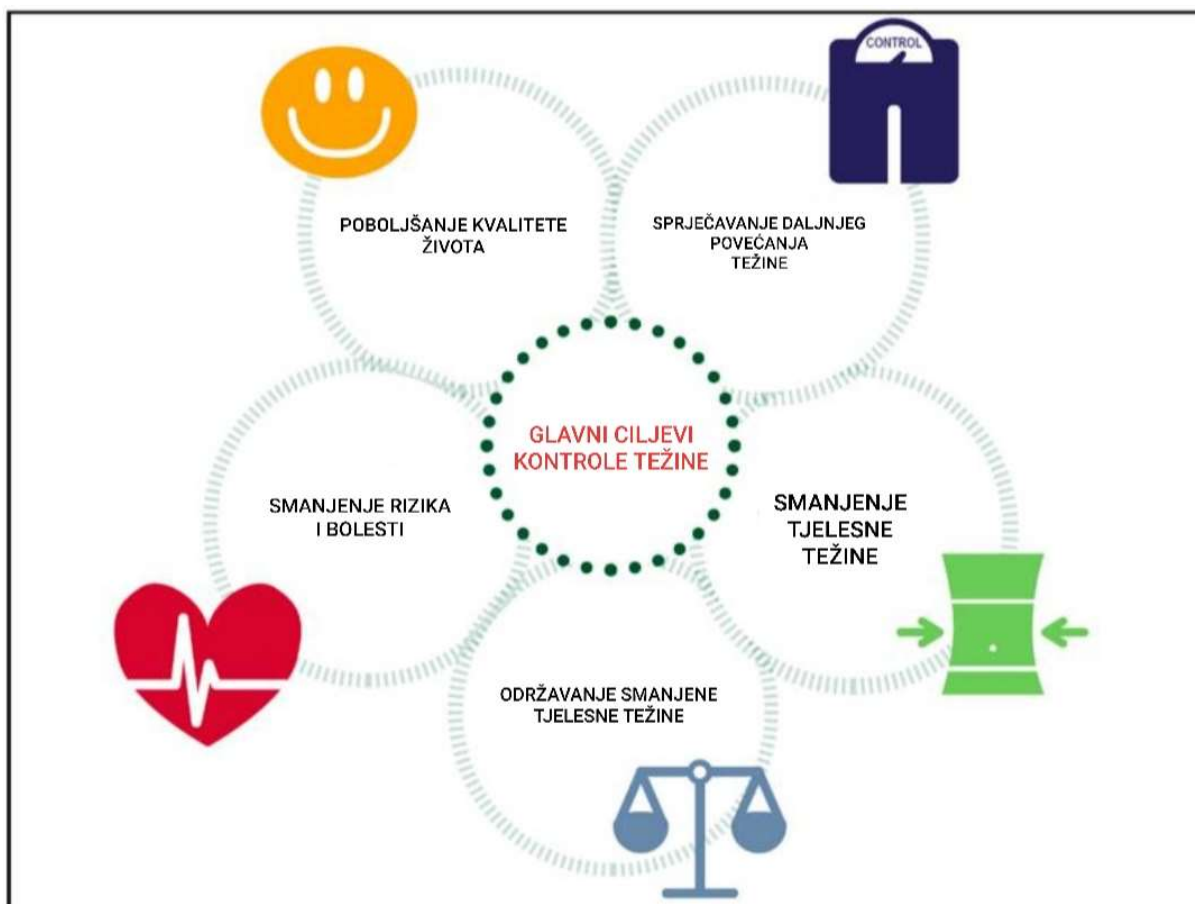 CONTROL
POBOLJŠANJE KVALITETE
ŽIVOTA
SPRJEČAVANJE DALJNJEG
POVEĆANJA
TEŽINE
GLAVNI CILJEVI
KONTROLE TEŽINE
SMANJENJE RIZIKA
I BOLESTI
SMANJENJE
TJELESNE
TEŽINE
ODRŽAVANJE SMANJENE
TJELESNE TEŽINE